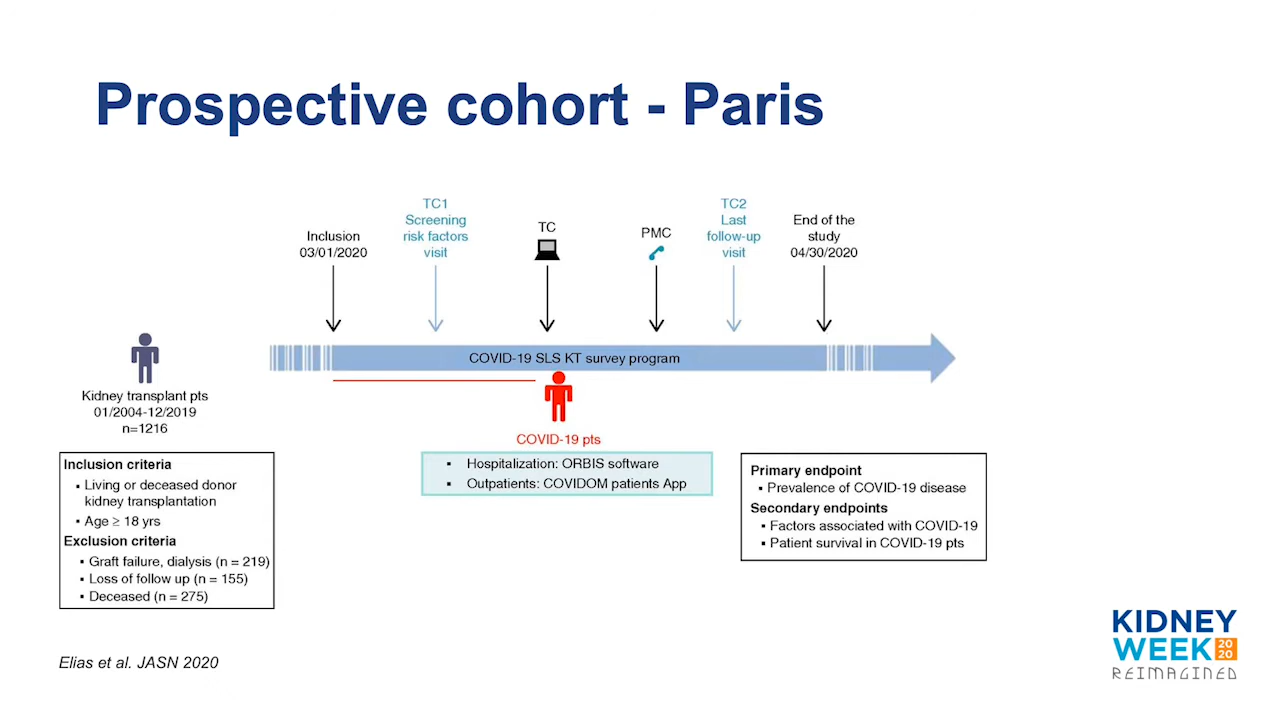 Prospective cohort - Paris
Inclusion
03/01/2020
TC1
Screening
risk factors
visit
TC
PMC
TC2
Last
follow-up
visit
End of the
study
04/30/2020
COVID-19 SLS KT survey program
Kidney transplant pts
01/2004-12/2019
n=1216
COVID-19 pts
Inclusion criteria
▪ Living or deceased donor
kidney transplantation
▪ Age ≥ 18 yrs
Exclusion criteria
▪ Graft failure, dialysis (n = 219)
▪ Loss of follow up (n = 155)
▪ Deceased (n = 275)
▪ Hospitalization: ORBIS software
▪ Outpatients: COVIDOM patients App
Primary endpoint
▪ Prevalence of COVID-19 disease
Secondary endpoints
▪ Factors associated with COVID-19
▪ Patient survival in COVID-19 pts
Elias et al. JASN 2020
KIDNEY
WEEK 20
20
REIMAGINED